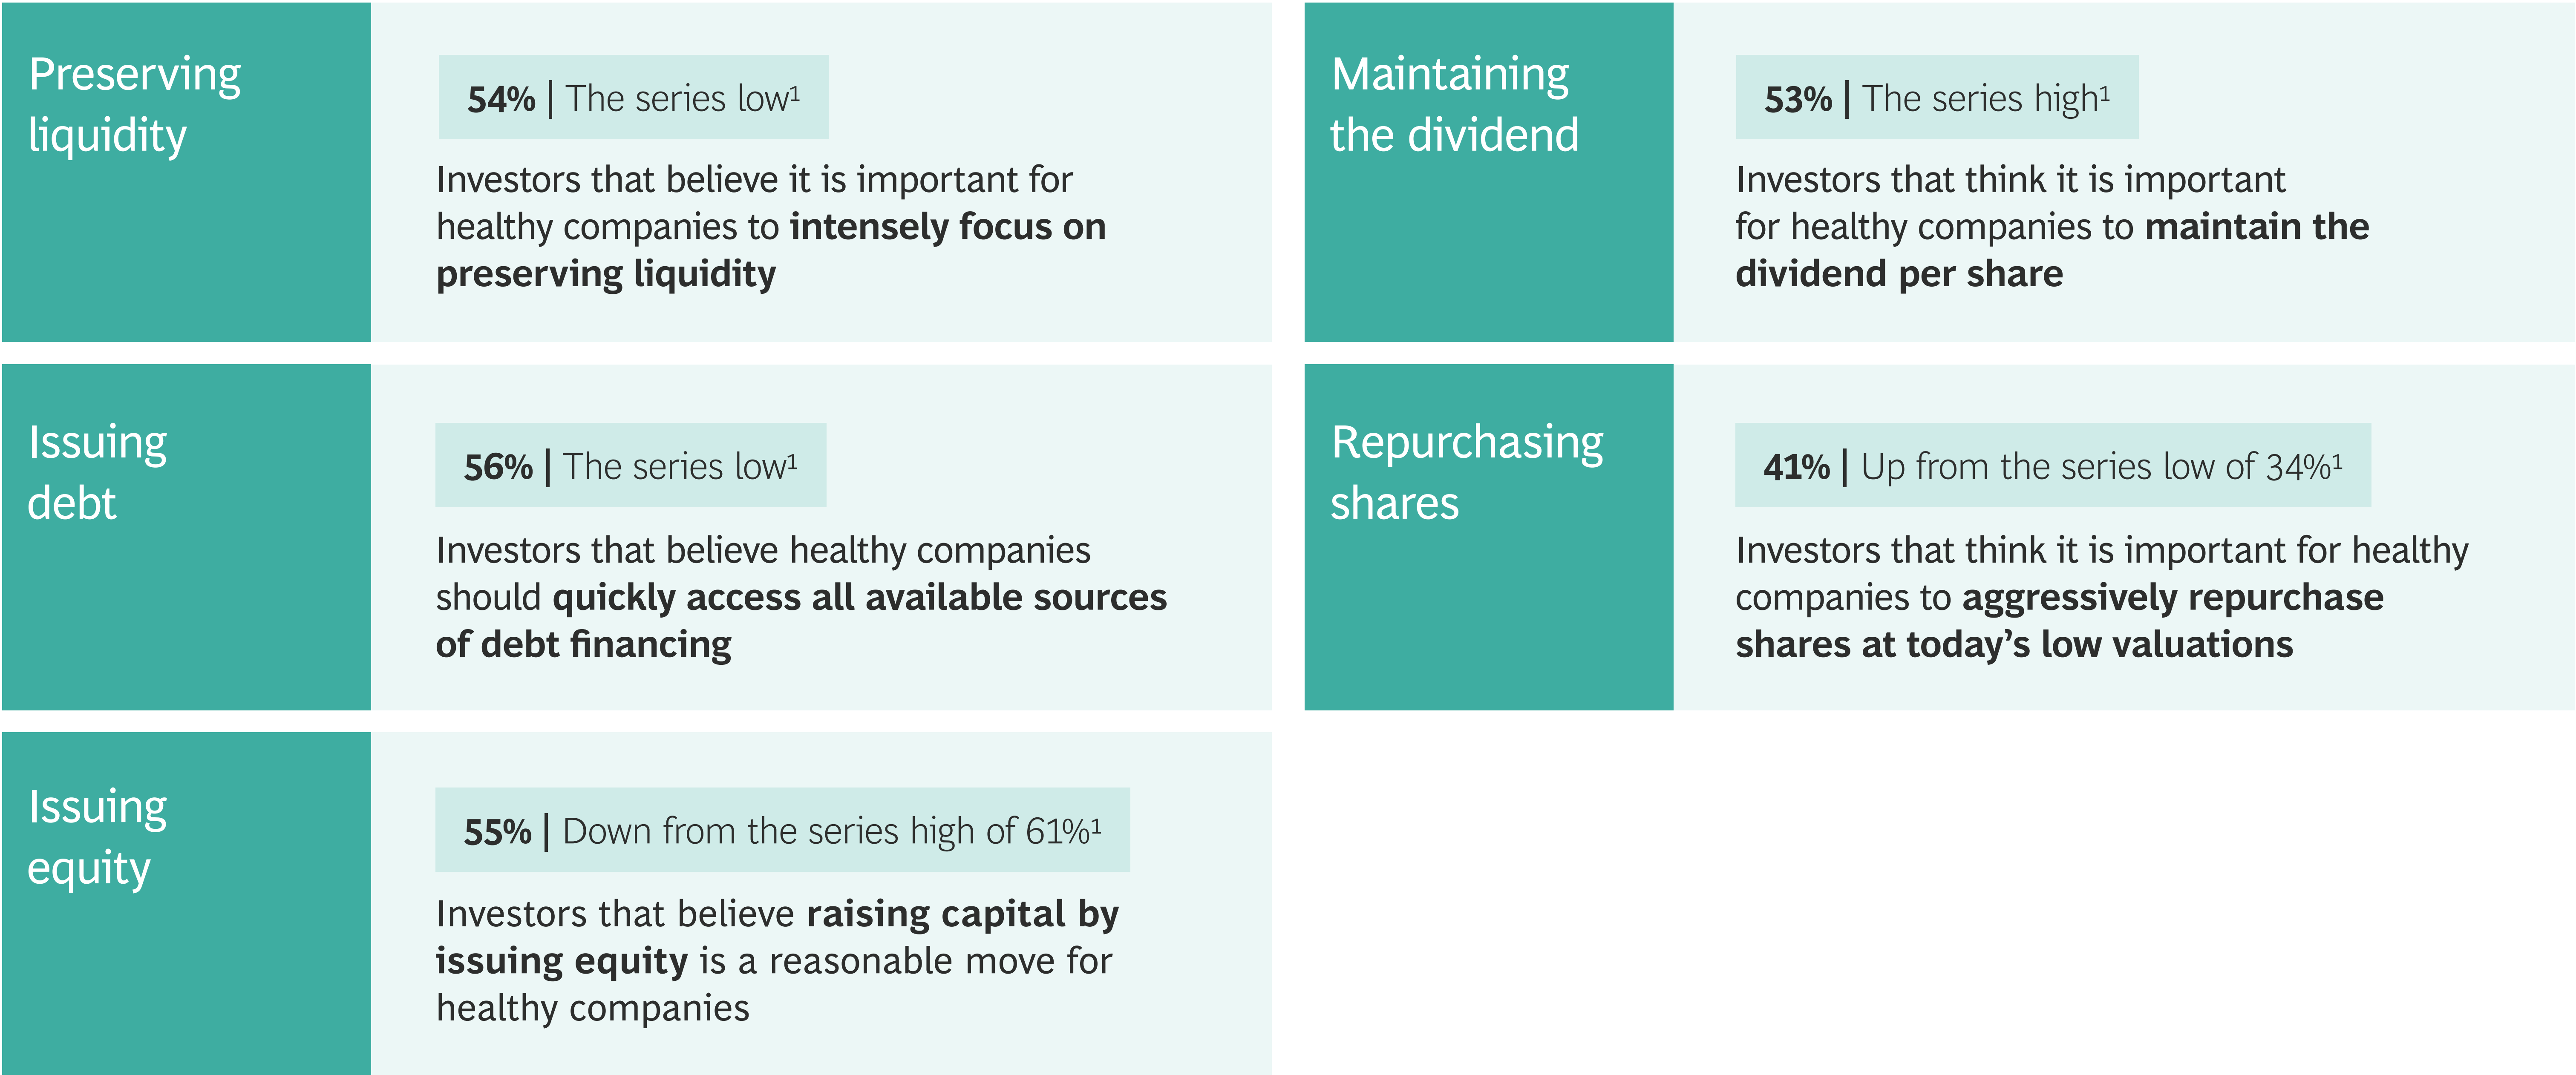 Preserving
liquidity
54% | The series low¹
Investors that believe it is important for
healthy companies to intensely focus on
preserving liquidity
Maintaining
the dividend
53% | The series high¹
Investors that think it is important
for healthy companies to maintain the
dividend per share
Issuing
debt
56% | The series low¹
Investors that believe healthy companies
should quickly access all available sources
of debt financing
Repurchasing
shares
41% | Up from the series low of 34%¹
Investors that think it is important for healthy
companies to aggressively repurchase
shares at today’s low valuations
Issuing
equity
55% | Down from the series high of 61%¹
Investors that believe raising capital by
issuing equity is a reasonable move for
healthy companies